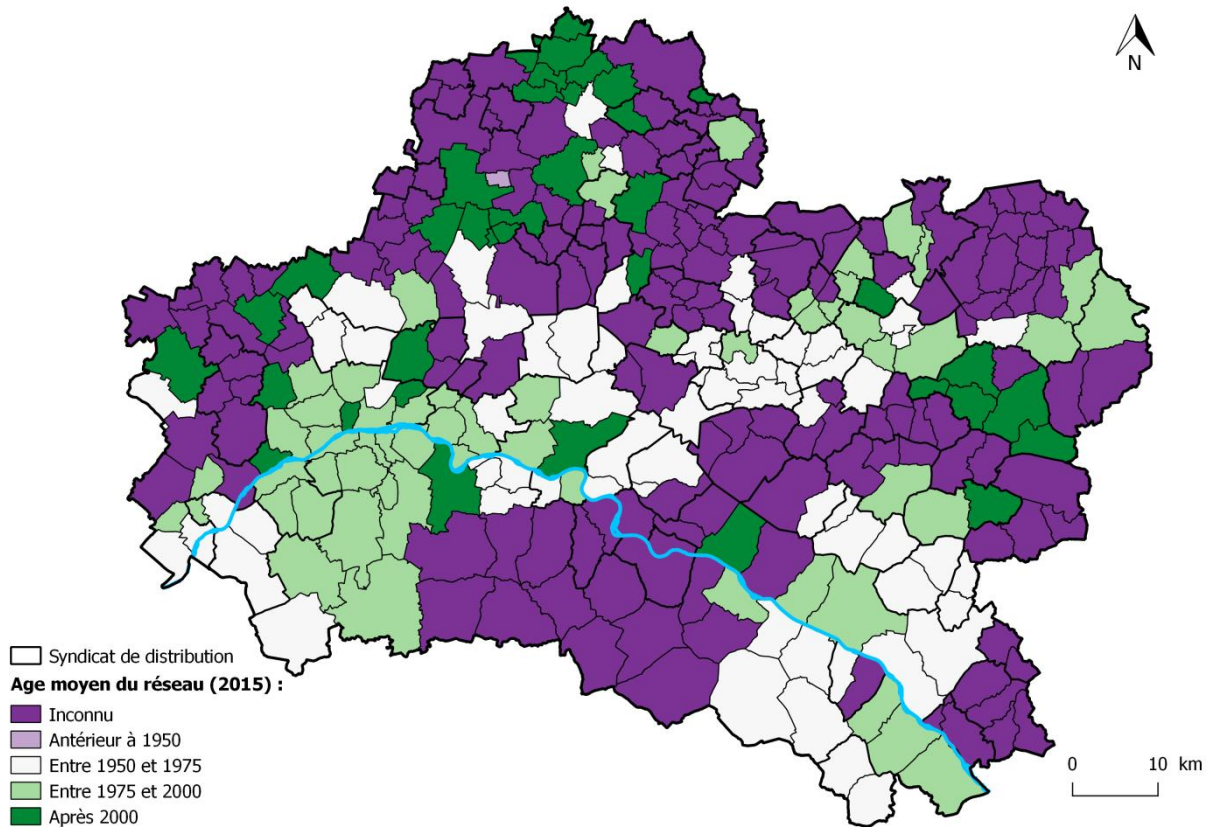 N
Syndicat de distribution
Age moyen du réseau (2015) :
Inconnu
Antérieur à 1950
Entre 1950 et 1975
Entre 1975 et 2000
Après 2000
0 10 km